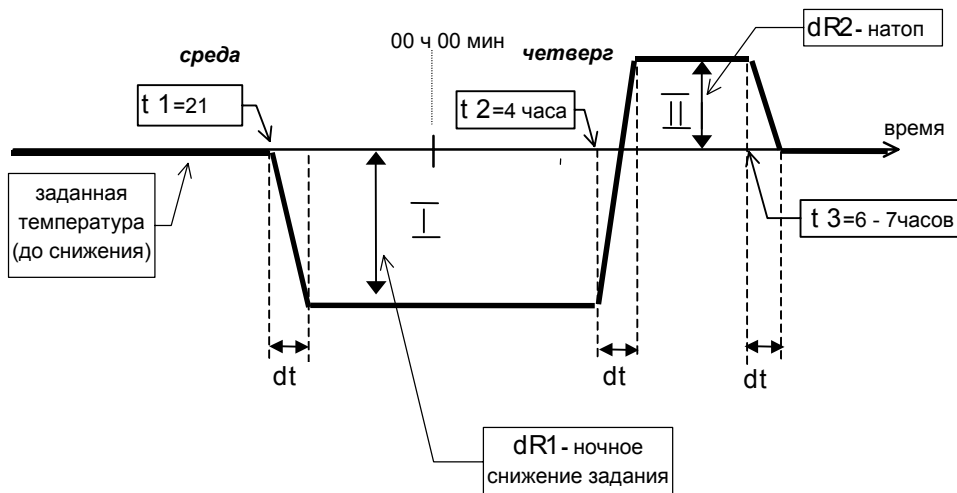 00 ч 00 мин
dR2- натоп
среда
четверг
t 1=21
t 2=4 часа
II
время
заданная
температура
(до снижения)
I
t 3=6 - 7часов
dt
dt
dt
dR1- ночное
снижение задания